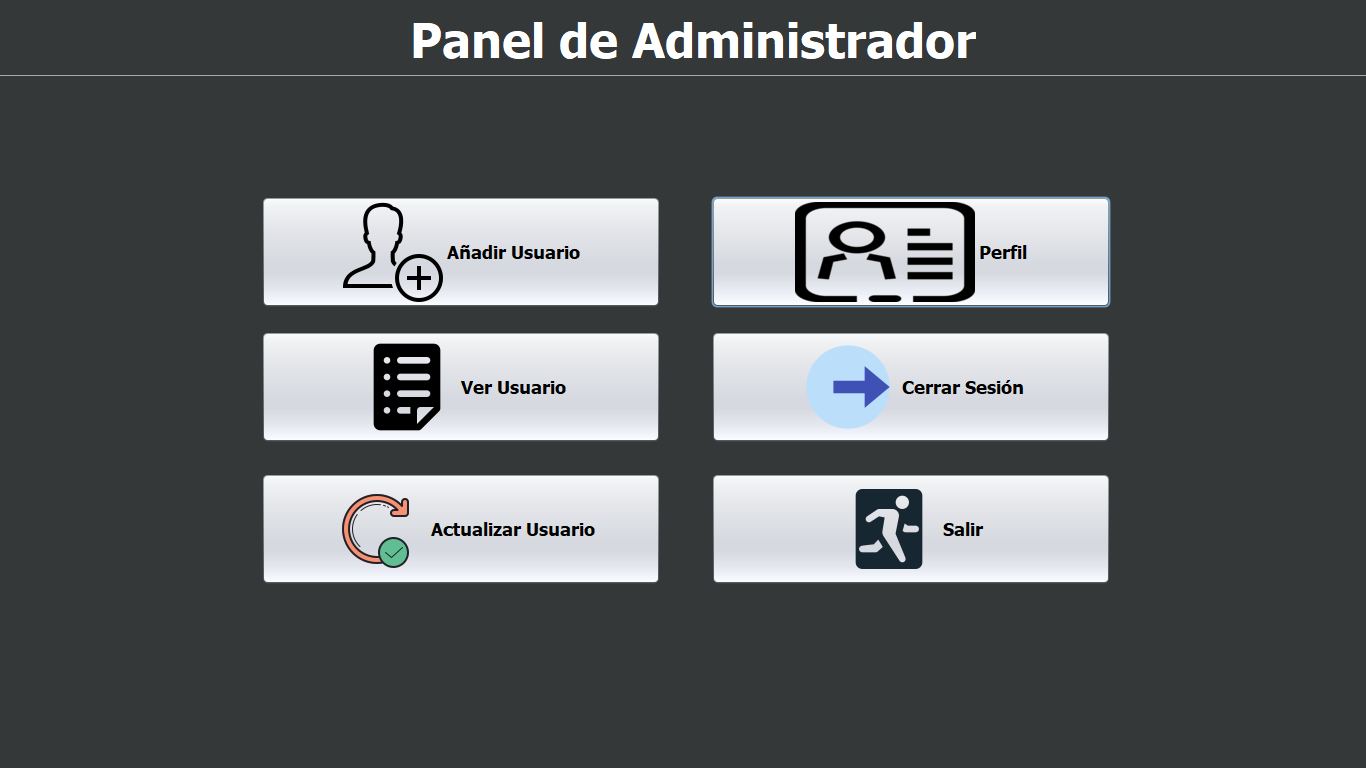 Panel de Administrador
Añadir Usuario
Perfil
Ver Usuario
Cerrar Sesión
Actualizar Usuario
Salir